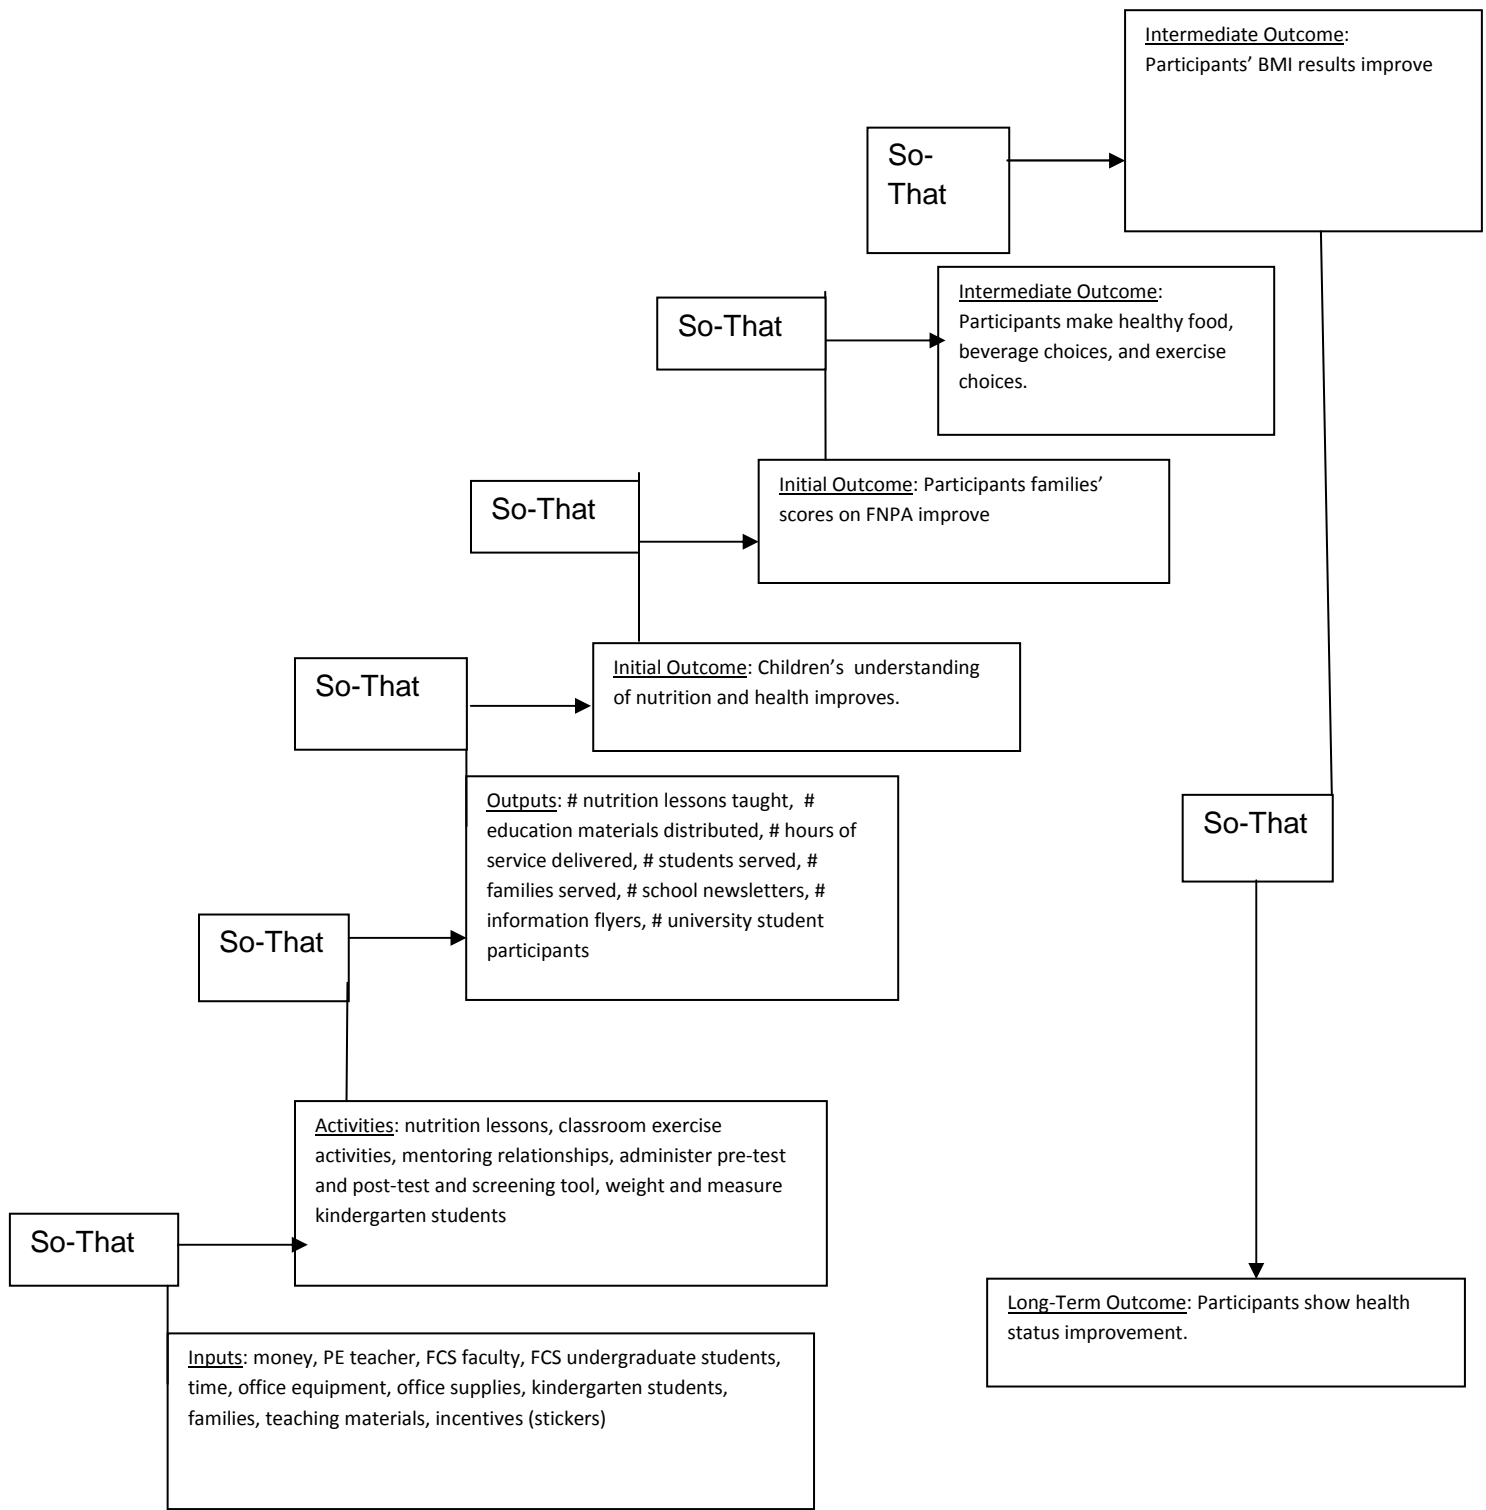 Intermediate Outcome:
Participants’ BMI results improve
So-
That
Intermediate Outcome:
Participants make healthy food,
beverage choices, and exercise
choices.
So-That
Initial Outcome: Participants families’
scores on FNPA improve
So-That
Initial Outcome: Children’s  understanding
of nutrition and health improves.
So-That
Outputs: # nutrition lessons taught,  #
education materials distributed, # hours of
service delivered, # students served, #
families served, # school newsletters, #
information flyers, # university student
participants
So-That
So-That
Activities: nutrition lessons, classroom exercise
activities, mentoring relationships, administer pre-test
and post-test and screening tool, weight and measure
kindergarten students
So-That
Long-Term Outcome: Participants show health
status improvement.
Inputs: money, PE teacher, FCS faculty, FCS undergraduate students,
time, office equipment, office supplies, kindergarten students,
families, teaching materials, incentives (stickers)